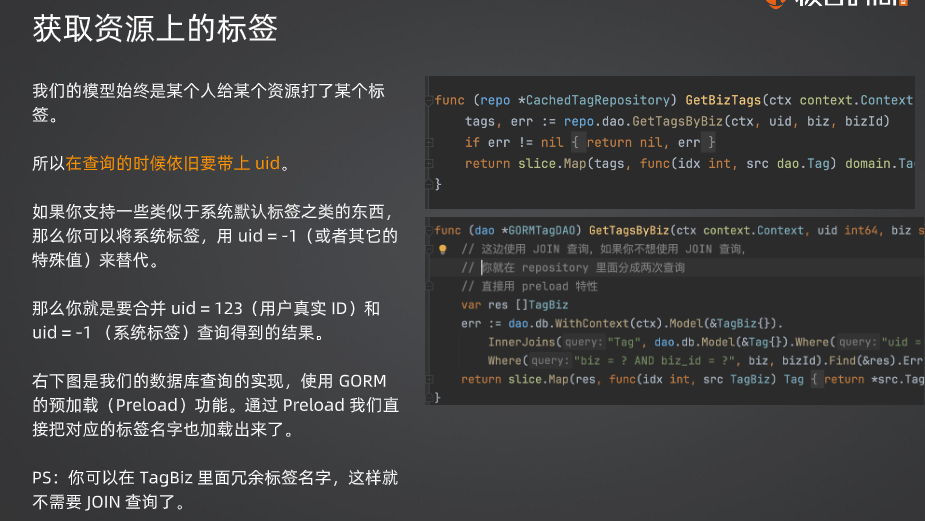 获取资源上的标签
我们的模型始终是某个人给某个资源打了某个标
签。
所以在查询的时候依旧要带上 uid。
如果你支持一些类似于系统默认标签之类的东西，
那么你可以将系统标签，用 uid = -1（或者其它的
特殊值）来替代。
那么你就是要合并 uid = 123（用户真实 ID）和
uid = -1 （系统标签）查询得到的结果。
右下图是我们的数据库查询的实现，使用 GORM
的预加载（Preload）功能。通过 Preload 我们直
接把对应的标签名字也加载出来了。
PS：你可以在 TagBiz 里面冗余标签名字，这样就
不需要 JOIN 查询了。
func (repo *CachedTagRepository) GetBizTags(ctx context.Context
tags, err := repo.dao.GetTagsByBiz(ctx, uid, biz, bizId)
if err != nil { return nil, err }
return slice.Map(tags, func(idx int, src dao.Tag) domain.Ta
}
func (dao *GORMTagDAO) GetTagsByBiz(ctx context.Context, uid int64, biz s
// 这边使用 JOIN 查询，如果你不想使用 JOIN 查询，
// 你就在 repository 里面分成两次查询
// 直接用 preload 特性
var res []TagBiz
err := dao.db.WithContext(ctx).Model(&TagBiz{}).
InnerJoins( query: "Tag", dao.db.Model(&Tag{}).Where( query: "uid =
Where( query: "biz = ? AND biz_id = ?", biz, bizId).Find(&res).Err
return slice.Map(res, func(idx int, src TagBiz) Tag { return *src.Tag
}